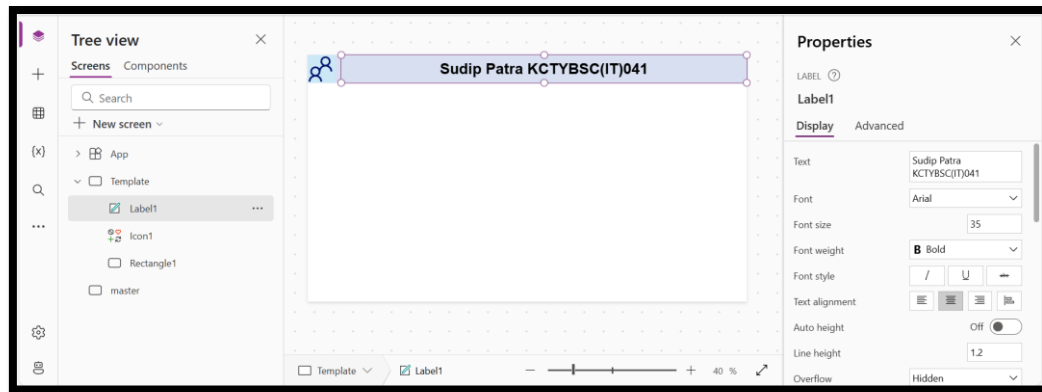 Tree view
Screens Components
Search
New screen
App
Template
Label1
Icon1
Rectangle1
master
{x}
Sudip Patra KCTYBSC(IT)041
Template
Label1
40 %
Properties
LABEL
Label1
Display Advanced
Text
Sudip Patra
KCTYBSC(IT)041
Font Arial
Font size 35
Font weight B Bold
Font style / U abc
Text alignment
Auto height Off
Line height 1.2
Overflow Hidden